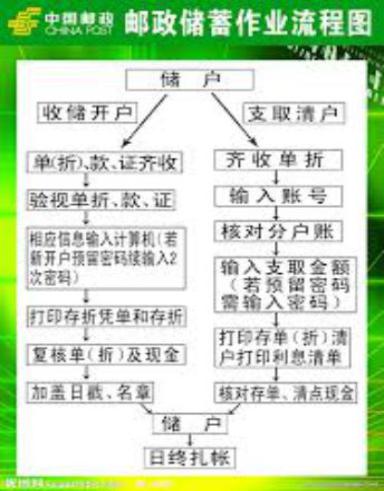 中国邮政
CHINA POST
邮政储蓄作业流程图
储 户
收储开户
支取清户
单(折)、款、证齐收
验视单折、款、证
相应信息输入计算机(若
新开户预留密码续输入2
次密码)
打印存折凭单和存折
复核单(折)及现金
加盖日戳、名章
齐收单折
输入账号
核对分户账
输入支取金额
(若预留密码
需输入密码)
打印存单(折)清
户打印利息清单
核对存单、清点现金
储 户
日终扎帐